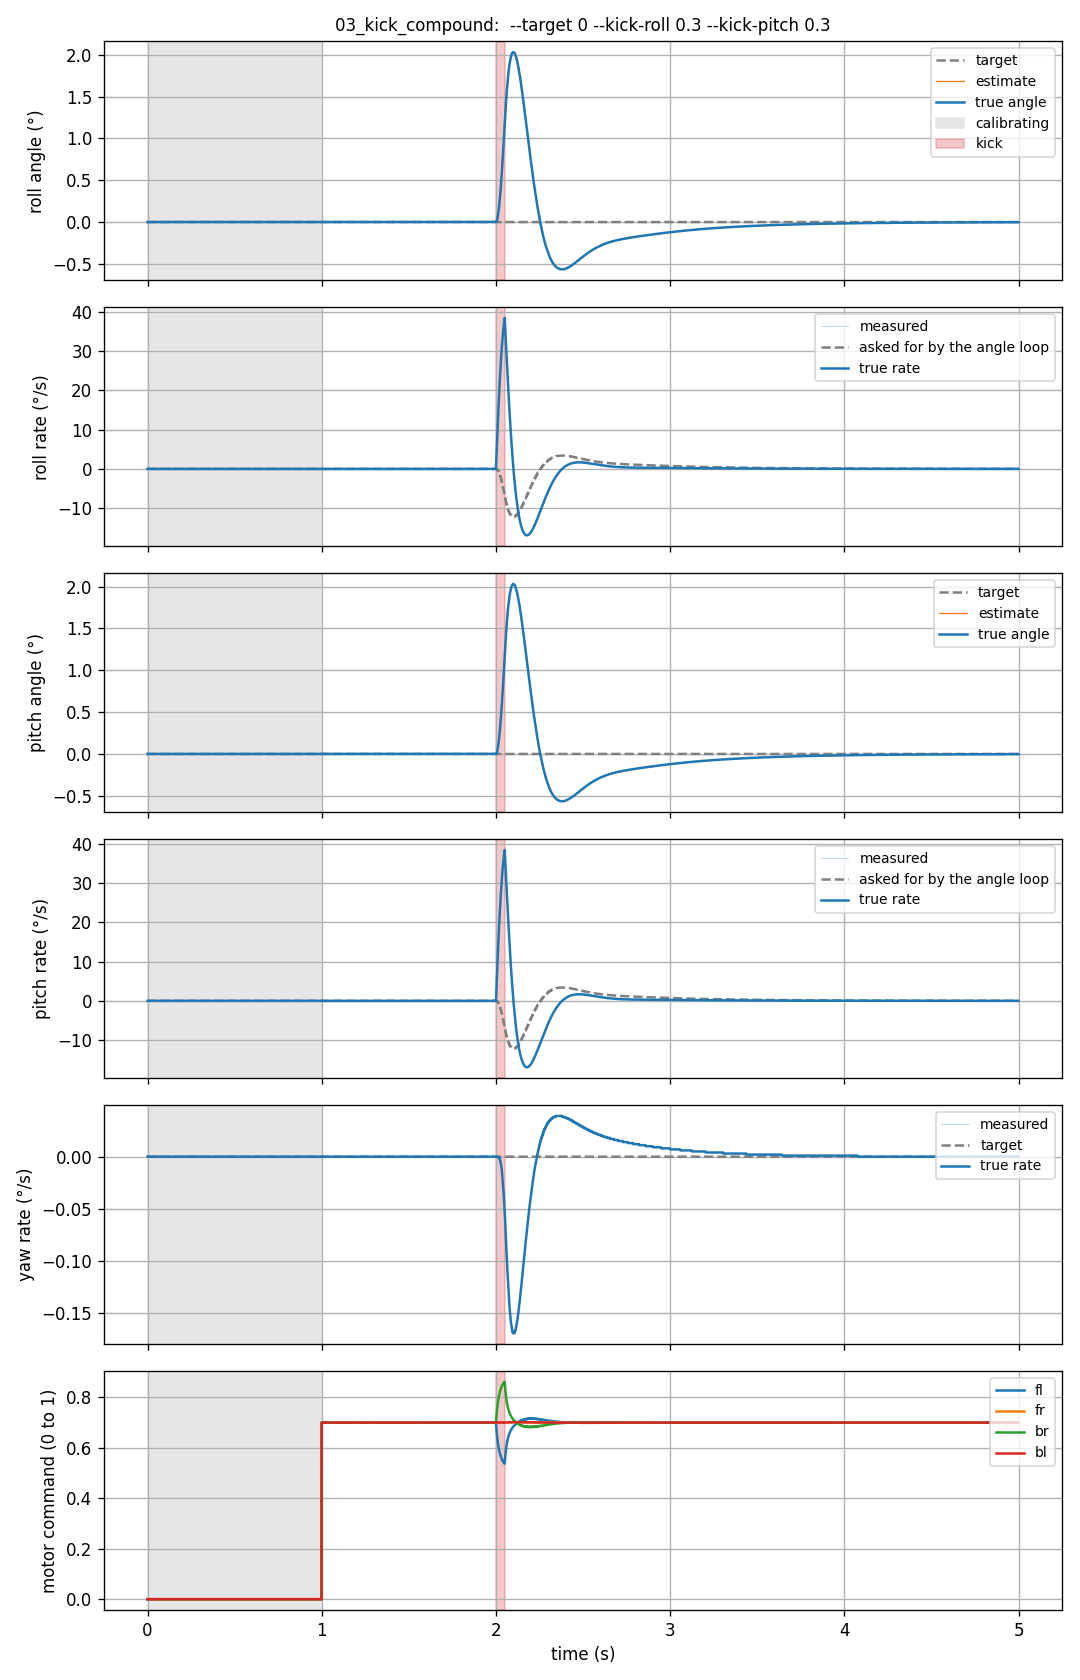 03_kick_compound:  --target 0 --kick-roll 0.3 --kick-pitch 0.3
roll angle (°)
2.0
1.5
1.0
0.5
0.0
−0.5
target
estimate
true angle
calibrating
kick
roll rate (°/s)
40
30
20
10
0
−10
measured
asked for by the angle loop
true rate
pitch angle (°)
2.0
1.5
1.0
0.5
0.0
−0.5
target
estimate
true angle
pitch rate (°/s)
40
30
20
10
0
−10
measured
asked for by the angle loop
true rate
yaw rate (°/s)
0.00
−0.05
−0.10
−0.15
measured
target
true rate
motor command (0 to 1)
0.8
0.6
0.4
0.2
0.0
fl
fr
br
bl
0 1 2 3 4 5
time (s)